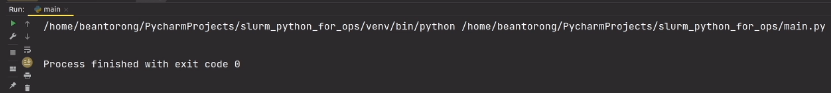 Run: main
/home/beantorong/PycharmProjects/slurm_python_for_ops/venv/bin/python /home/beantorong/PycharmProjects/slurm_python_for_ops/main.py
Process finished with exit code 0